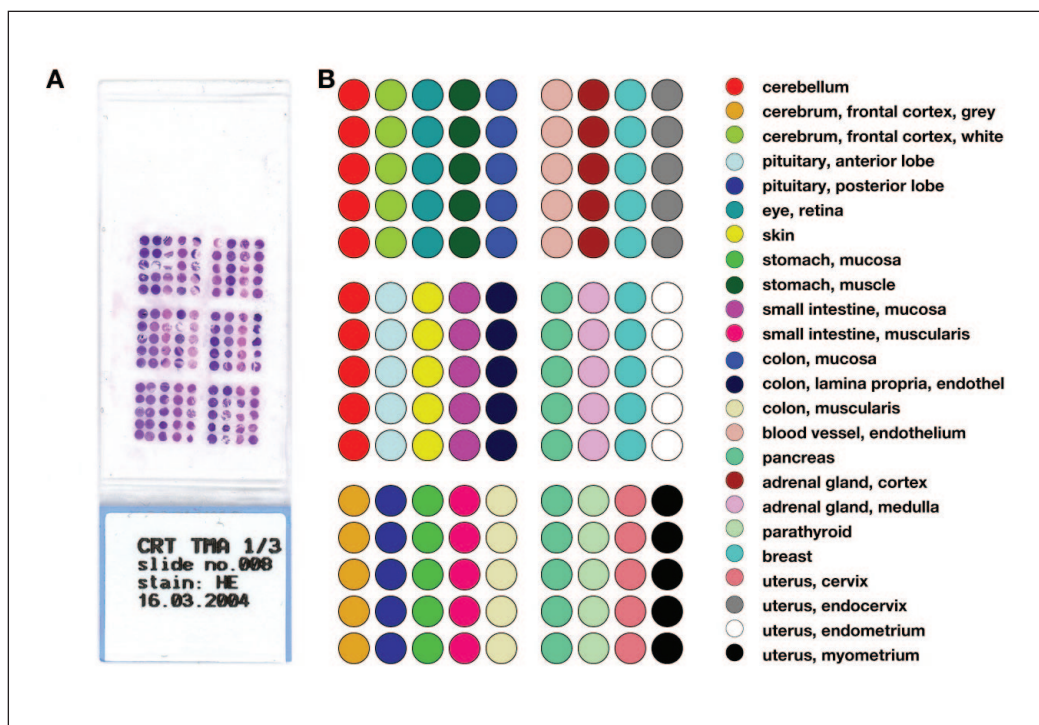 A
B
CRT TMA 1/3
slide no.008
stain: HE
16.03.2004
cerebellum
cerebrum, frontal cortex, grey
cerebrum, frontal cortex, white
pituitary, anterior lobe
pituitary, posterior lobe
eye, retina
skin
stomach, mucosa
stomach, muscle
small intestine, mucosa
small intestine, muscularis
colon, mucosa
colon, lamina propria, endothel
colon, muscularis
blood vessel, endothelium
pancreas
adrenal gland, cortex
adrenal gland, medulla
parathyroid
breast
uterus, cervix
uterus, endocervix
uterus, endometrium
uterus, myometrium